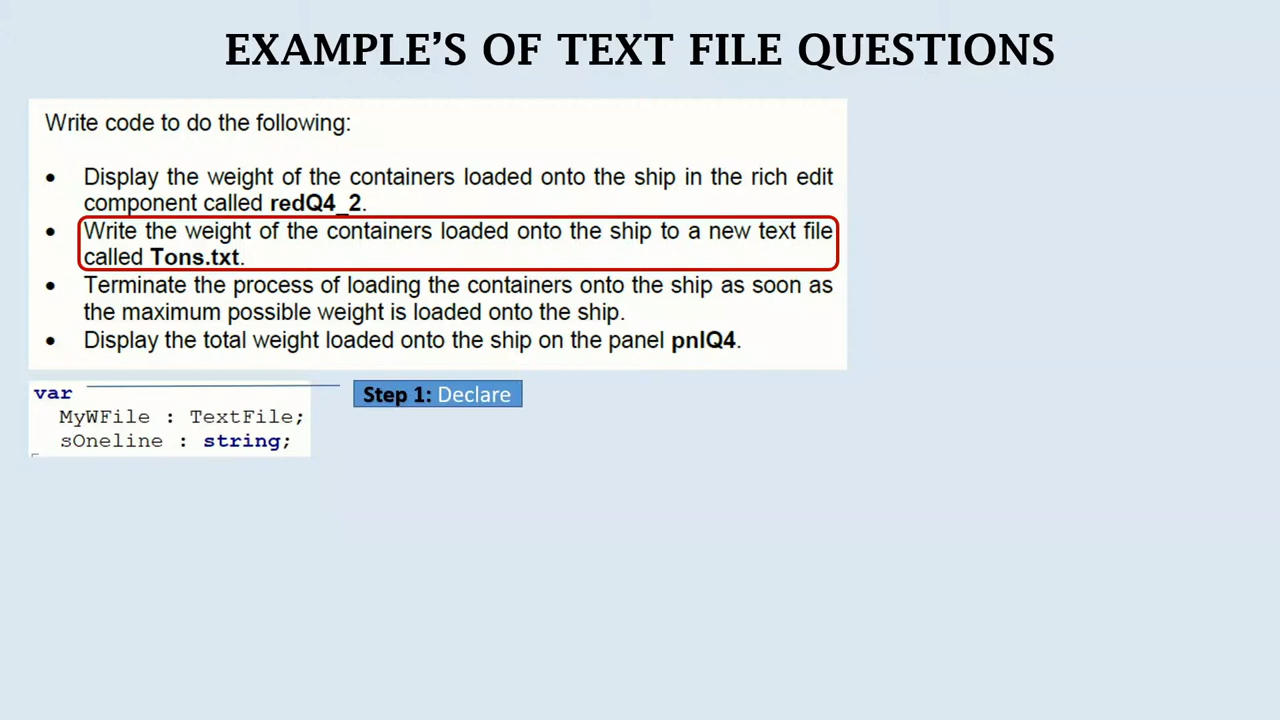 EXAMPLE’S OF TEXT FILE QUESTIONS
Write code to do the following:
• Display the weight of the containers loaded onto the ship in the rich edit
component called redQ4_2.
• Write the weight of the containers loaded onto the ship to a new text file
called Tons.txt.
• Terminate the process of loading the containers onto the ship as soon as
the maximum possible weight is loaded onto the ship.
• Display the total weight loaded onto the ship on the panel pnlQ4.
var
Step 1: Declare
MyWFile : TextFile;
sOneline : string;